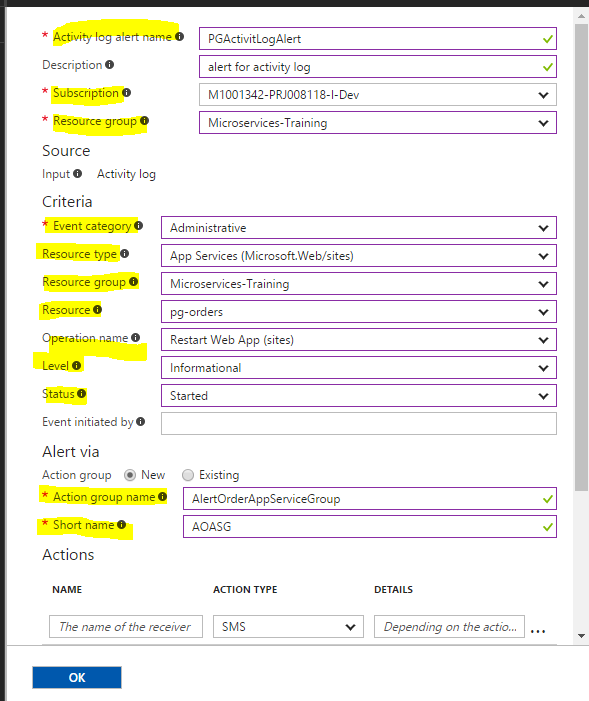 * Activity log alert name PGActivitLogAlert
Description alert for activity log
* Subscription M1001342-PRJ008118-I-Dev
* Resource group Microservices-Training
Source
Input Activity log
Criteria
* Event category Administrative
Resource type App Services (Microsoft.Web/sites)
Resource group Microservices-Training
Resource pg-orders
Operation name Restart Web App (sites)
Level Informational
Status Started
Event initiated by
Alert via
Action group New Existing
* Action group name AlertOrderAppServiceGroup
* Short name AOASG
Actions
NAME ACTION TYPE DETAILS
The name of the receiver SMS Depending on the actio... ...
OK